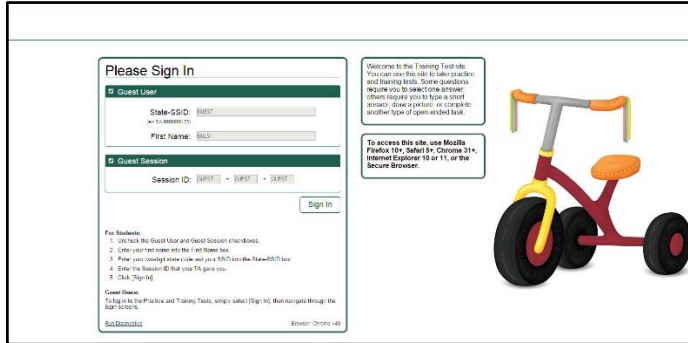 Please Sign In
Guest User
State-SSID: GUEST
First Name: GUEST
Guest Session
Session ID: GUEST - GUEST - GUEST
Sign In
For Students:
1. Uncheck the Guest User and Guest Session checkboxes.
2. Enter your first name into the First Name box.
3. Enter your two-digit state code and your SSID into the State-SSID box.
4. Enter the Session ID that your TA gave you.
5. Click [Sign In]
Guest Users:
To log in to the Practice and Training Tests, simply select [Sign In], then navigate through the
login screens.
Run Diagnostics
Browser: Chrome v48
Welcome to the Training Test site.
You can use this site to take practice
and training tests. Some questions
require you to select one answer;
others require you to type a short
answer, draw a picture, or complete
another type of open-ended task.
To access this site, use Mozilla
Firefox 10+, Safari 5+, Chrome 31+,
Internet Explorer 10 or 11, or the
Secure Browser.